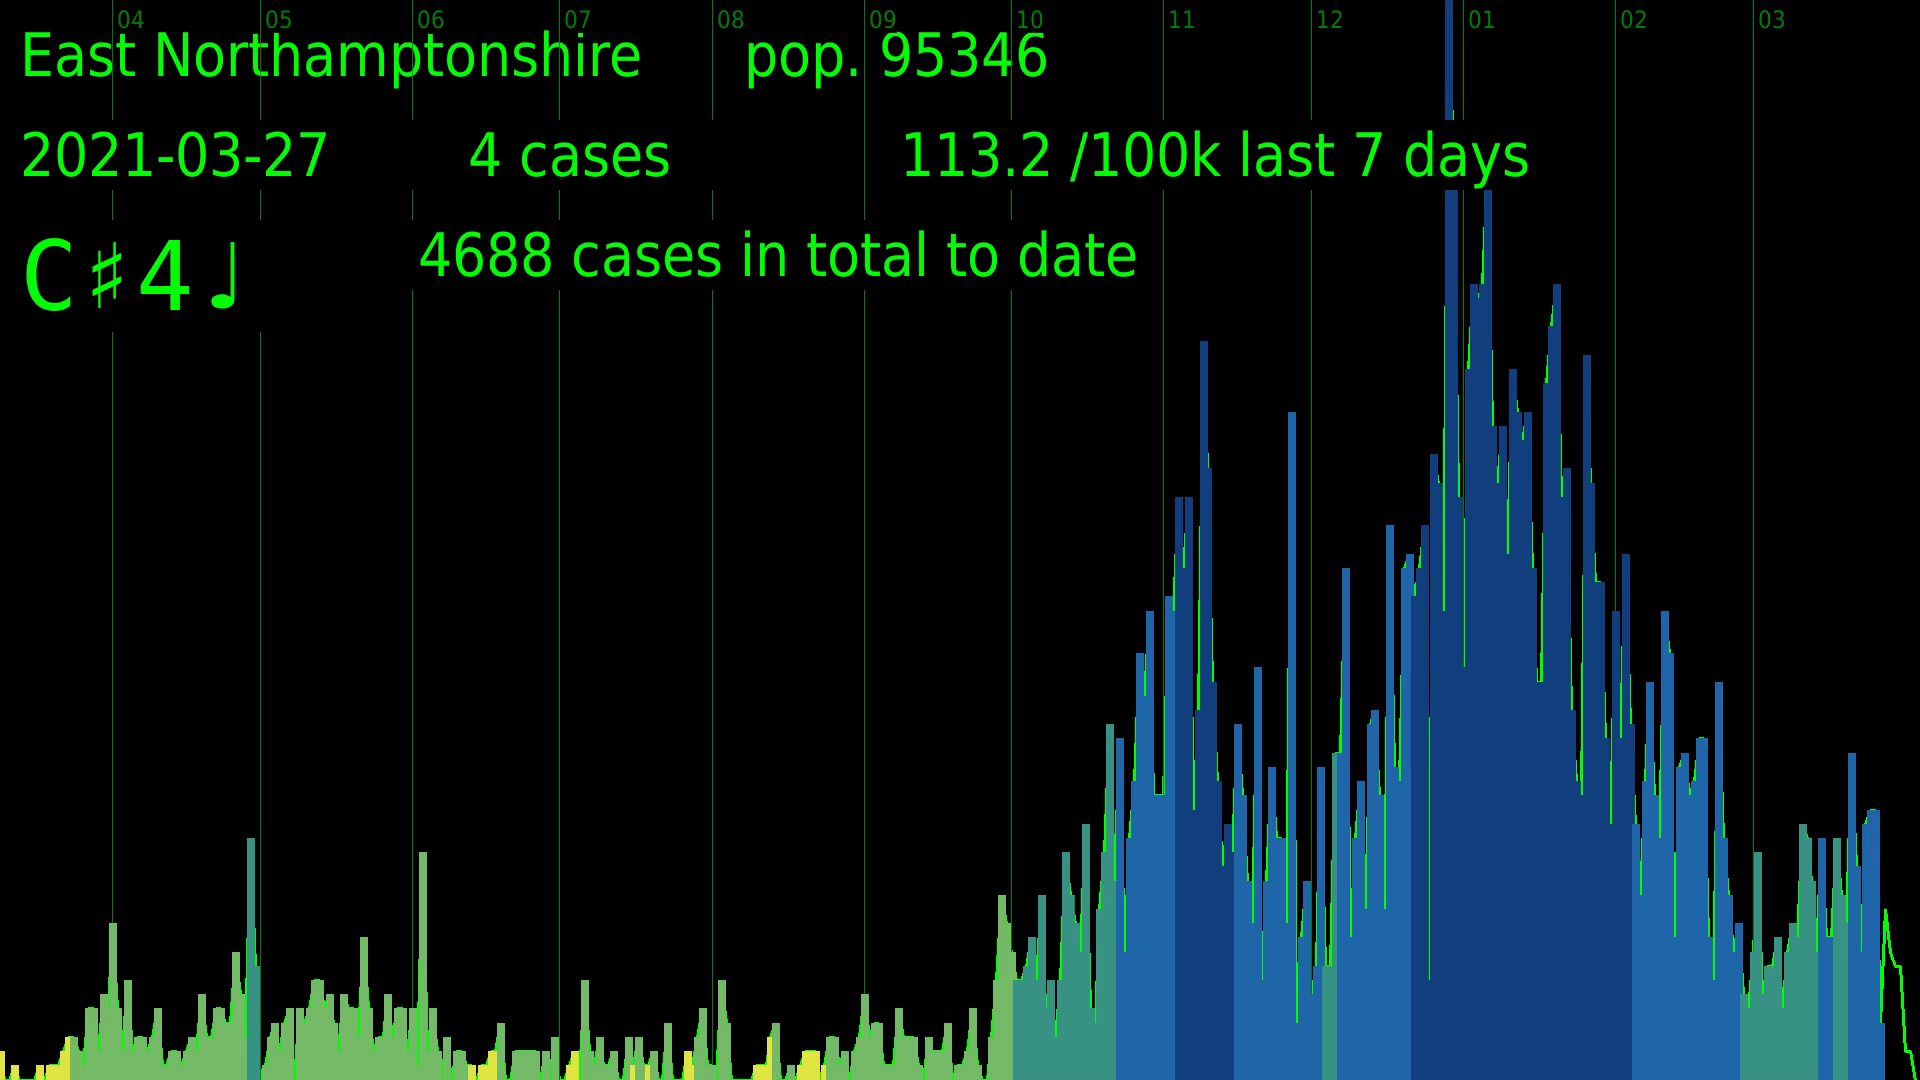 04 05 06 07 08 09 10 11 12 01 02 03
East Northamptonshire pop. 95346
2021-03-27 4 cases 113.2 /100k last 7 days
C♯4♩ 4688 cases in total to date